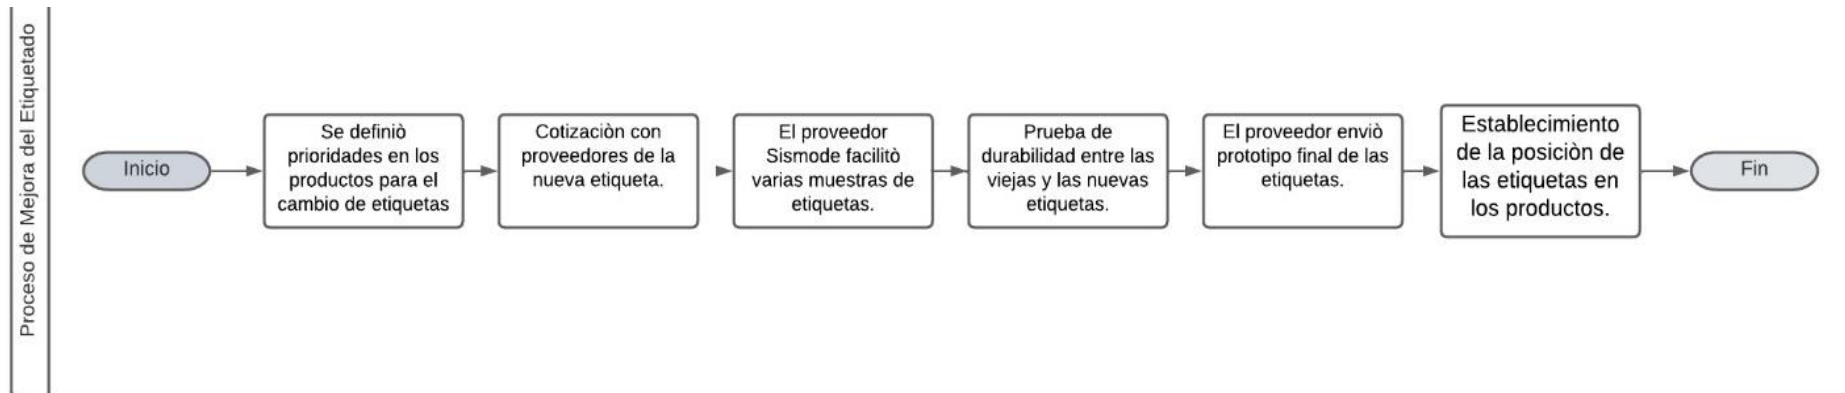 Proceso de Mejora del Etiquetado
Inicio
Se definiò
prioridades en los
productos para el
cambio de etiquetas
Cotizaciòn con
proveedores de la
nueva etiqueta.
El proveedor
Sismode facilitò
varias muestras de
etiquetas.
Prueba de
durabilidad entre las
viejas y las nuevas
etiquetas.
El proveedor enviò
prototipo final de las
etiquetas.
Establecimiento
de la posiciòn de
las etiquetas en
los productos.
Fin